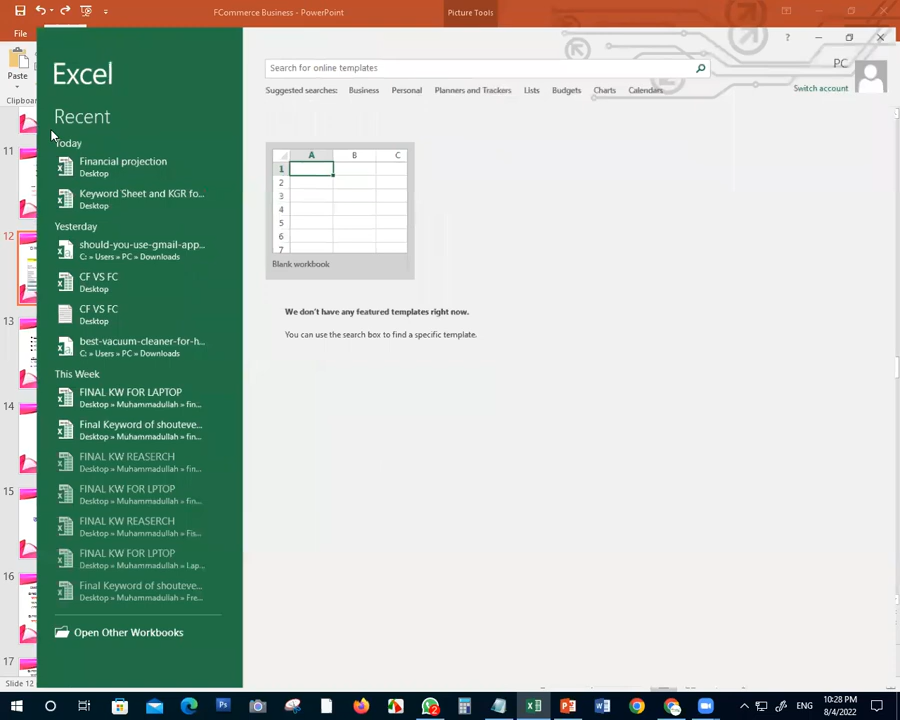 FCommerce Business - PowerPoint
Picture Tools
File
Paste
Clipboar
Excel
Search for online templates
PC
Suggested searches: Business Personal Planners and Trackers Lists Budgets Charts Calendars
Switch account
Recent
Today
Financial projection
Desktop
Keyword Sheet and KGR fo...
Desktop
Yesterday
should-you-use-gmail-app...
C: » Users » PC » Downloads
CF VS FC
Desktop
CF VS FC
Desktop
best-vacuum-cleaner-for-h...
C: » Users » PC » Downloads
This Week
FINAL KW FOR LAPTOP
Desktop » Muhammadullah » fin...
Final Keyword of shouteve...
Desktop » Muhammadullah » fin...
FINAL KW REASERCH
Desktop » Muhammadullah » fin...
FINAL KW FOR LPTOP
Desktop » Muhammadullah » fin...
FINAL KW REASERCH
Desktop » Muhammadullah » Fis...
FINAL KW FOR LPTOP
Desktop » Muhammadullah » Lap...
Final Keyword of shouteve...
Desktop » Muhammadullah » Fre...
Open Other Workbooks
A B C
1
2
3
4
5
6
7
Blank workbook
We don't have any featured templates right now.
You can use the search box to find a specific template.
11
12
13
14
15
16
17
Slide 12
ENG
10:28 PM
8/4/2022